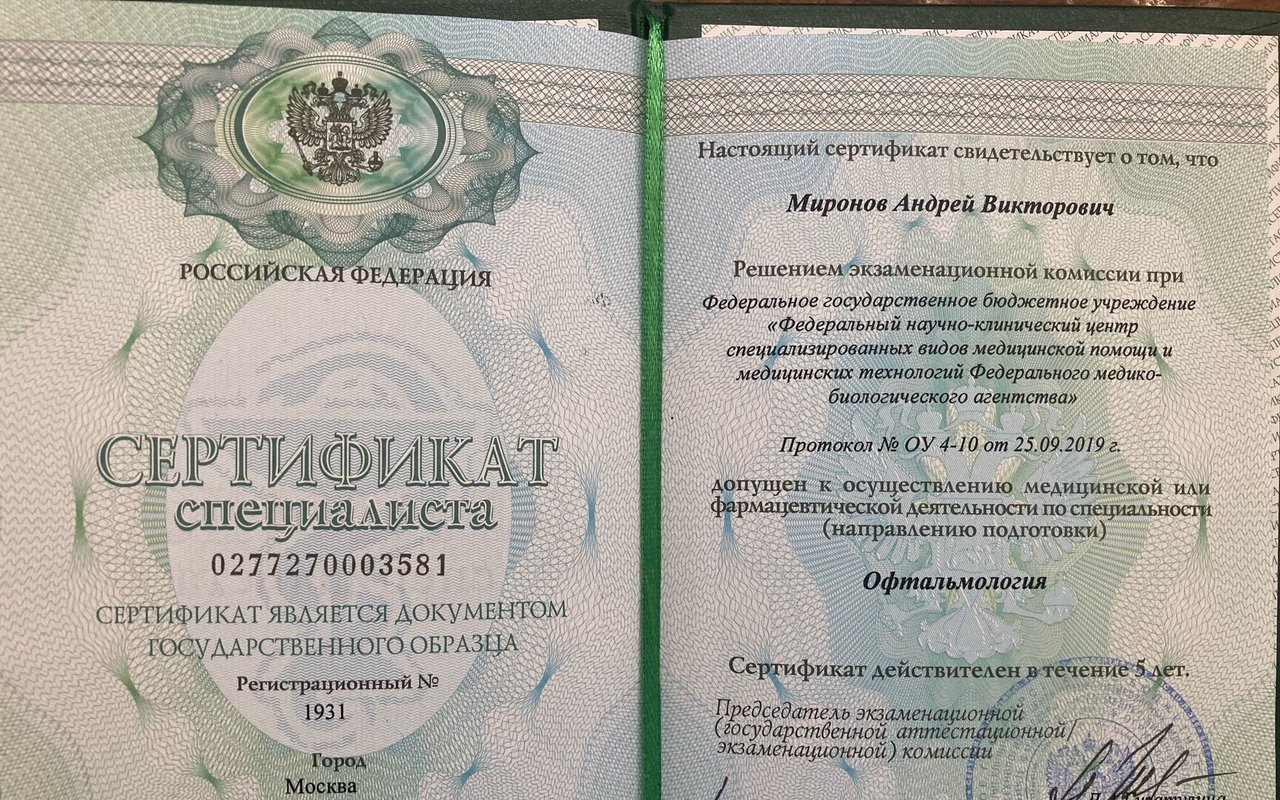 РОССИЙСКАЯ ФЕДЕРАЦИЯ
СЕРТИФИКАТ
специалиста
0277270003581
СЕРТИФИКАТ ЯВЛЯЕТСЯ ДОКУМЕНТОМ
ГОСУДАРСТВЕННОГО ОБРАЗЦА
Регистрационный №
1931
Город
Москва
Настоящий сертификат свидетельствует о том, что
Миронов Андрей Викторович
Решением экзаменационной комиссии при
Федеральное государственное бюджетное учреждение
«Федеральный научно-клинический центр
специализированных видов медицинской помощи и
медицинских технологий Федерального медико-
биологического агентства»
Протокол № ОУ 4-10 от 25.09.2019 г.
допущен к осуществлению медицинской или
фармацевтической деятельности по специальности
(направлению подготовки)
Офтальмология
Сертификат действителен в течение 5 лет.
Председатель экзаменационной
(государственной аттестационной/
экзаменационной) комиссии